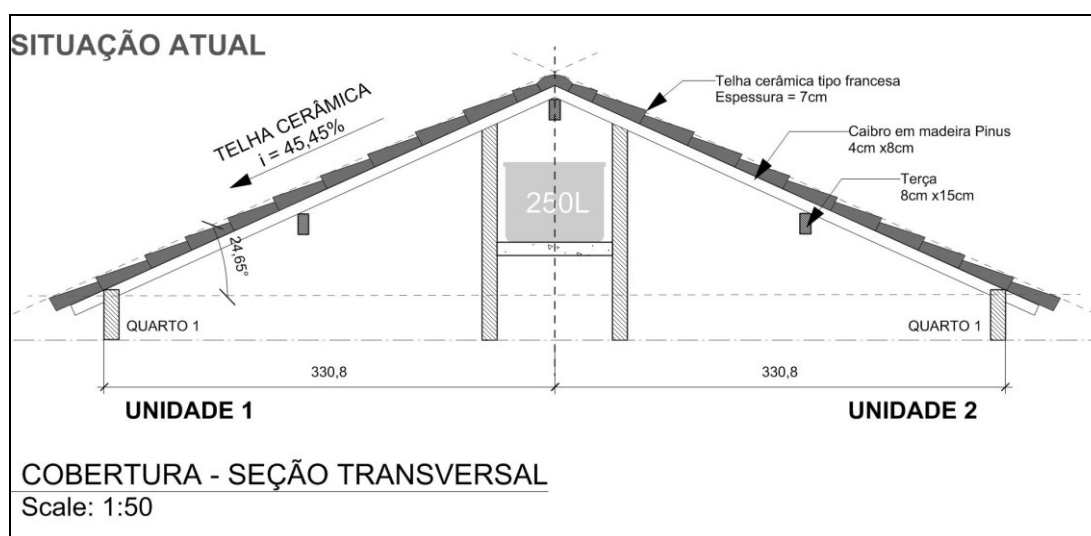 SITUAÇÃO ATUAL
TELHA CERÂMICA
i = 45,45%
Telha cerâmica tipo francesa
Espessura = 7cm
Caibro em madeira Pinus
4cm x8cm
Terça
8cm x15cm
250L
24,65°
QUARTO 1
QUARTO 1
330,8
330,8
UNIDADE 1
UNIDADE 2
COBERTURA - SEÇÃO TRANSVERSAL
Scale: 1:50